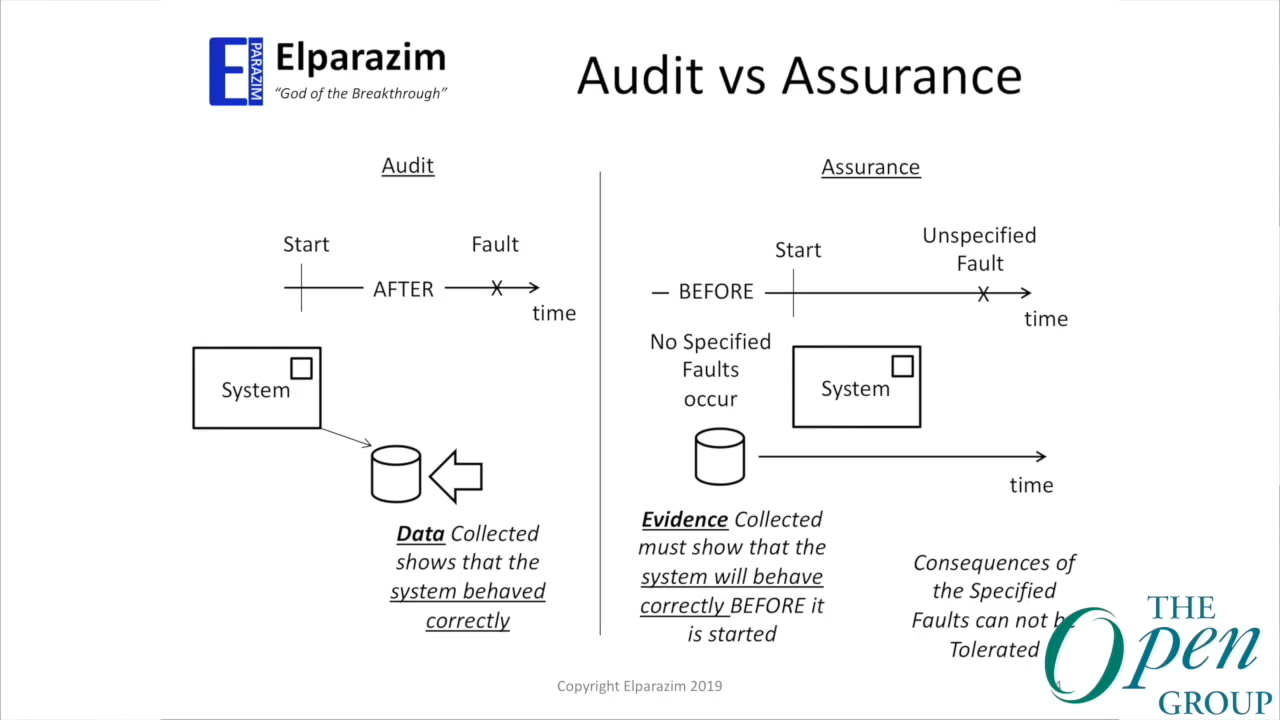 E
PARAZIM
Elparazim
“God of the Breakthrough”
Audit vs Assurance
Audit
Start
Fault
AFTER
X
time
System
Data Collected
shows that the
system behaved
correctly
Assurance
Unspecified
Fault
Start
BEFORE
X
time
No Specified
Faults
occur
System
time
Evidence Collected
must show that the
system will behave
correctly BEFORE it
is started
Consequences of
the Specified
Faults can not
Tolerated
Copyright Elparazim 2019
THE
Open
GROUP